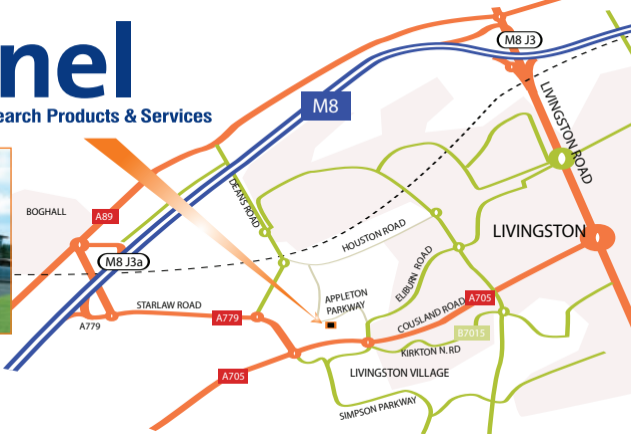 nel
earch Products & Services
M8 J3
M8
LIVINGSTON ROAD
BOGHALL
A89
DEANS ROAD
HOUSTON ROAD
LIVINGSTON
M8 J3a
ELIBURN ROAD
APPLETON
PARKWAY
STARLAW ROAD
A779
A779
COUSLAND ROAD
A705
B7015
KIRKTON N. RD
A705
LIVINGSTON VILLAGE
SIMPSON PARKWAY